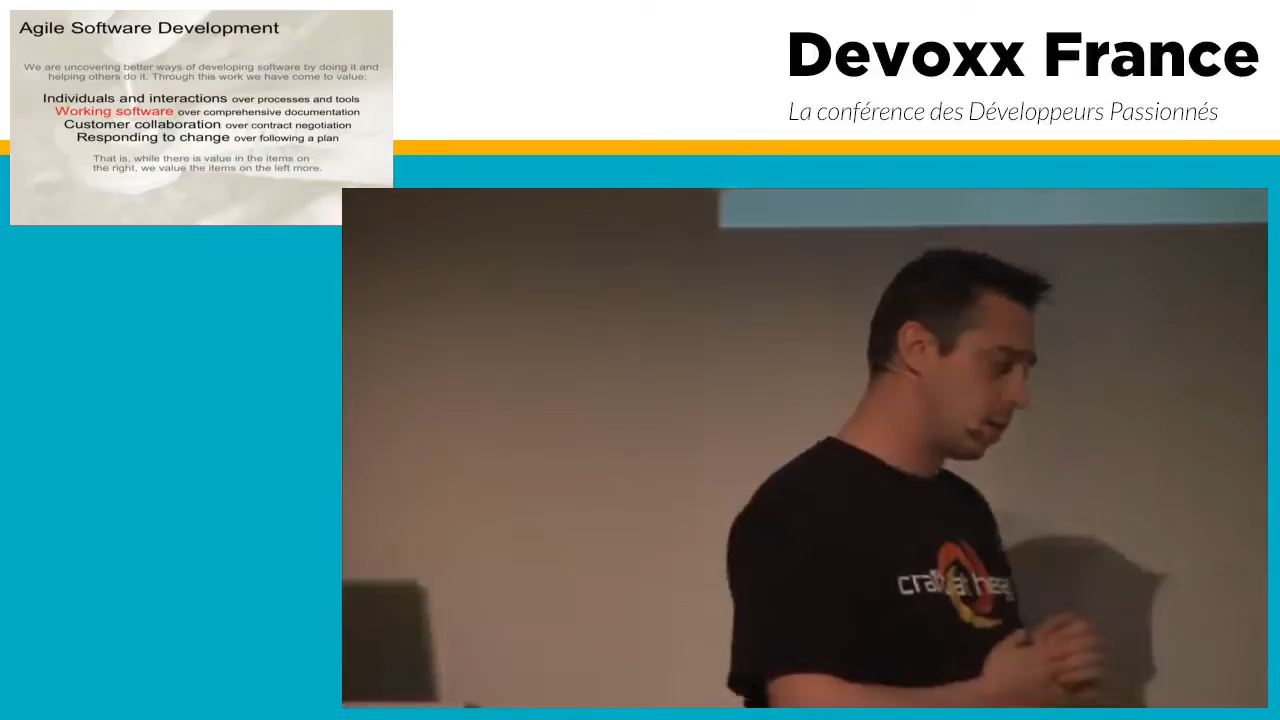 Agile Software Development
We are uncovering better ways of developing software by doing it and
helping others do it. Through this work we have come to value:
Individuals and interactions over processes and tools
Working software over comprehensive documentation
Customer collaboration over contract negotiation
Responding to change over following a plan
That is, while there is value in the items on
the right, we value the items on the left more.
Devoxx France
La conférence des Développeurs Passionnés
craft at